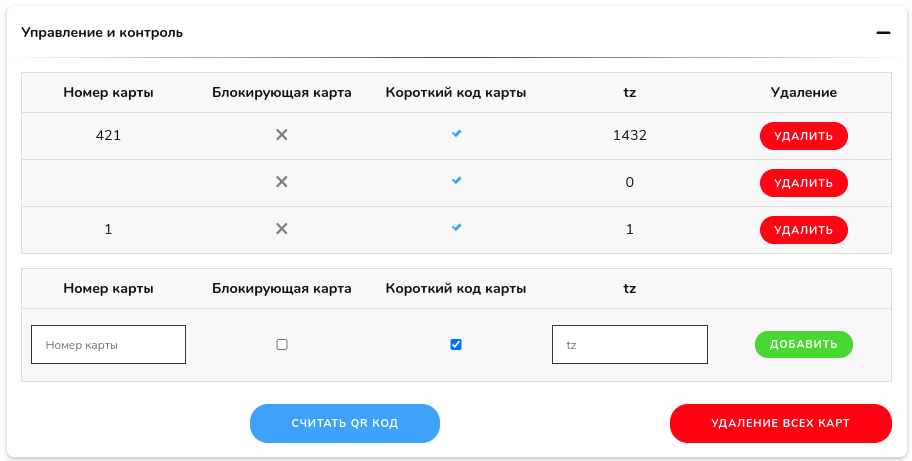 Управление и контроль
Номер карты Блокирующая карта Короткий код карты tz Удаление
421 1432 УДАЛИТЬ
0 УДАЛИТЬ
1 1 УДАЛИТЬ
Номер карты Блокирующая карта Короткий код карты tz
Номер карты tz ДОБАВИТЬ
СЧИТАТЬ QR КОД УДАЛЕНИЕ ВСЕХ КАРТ